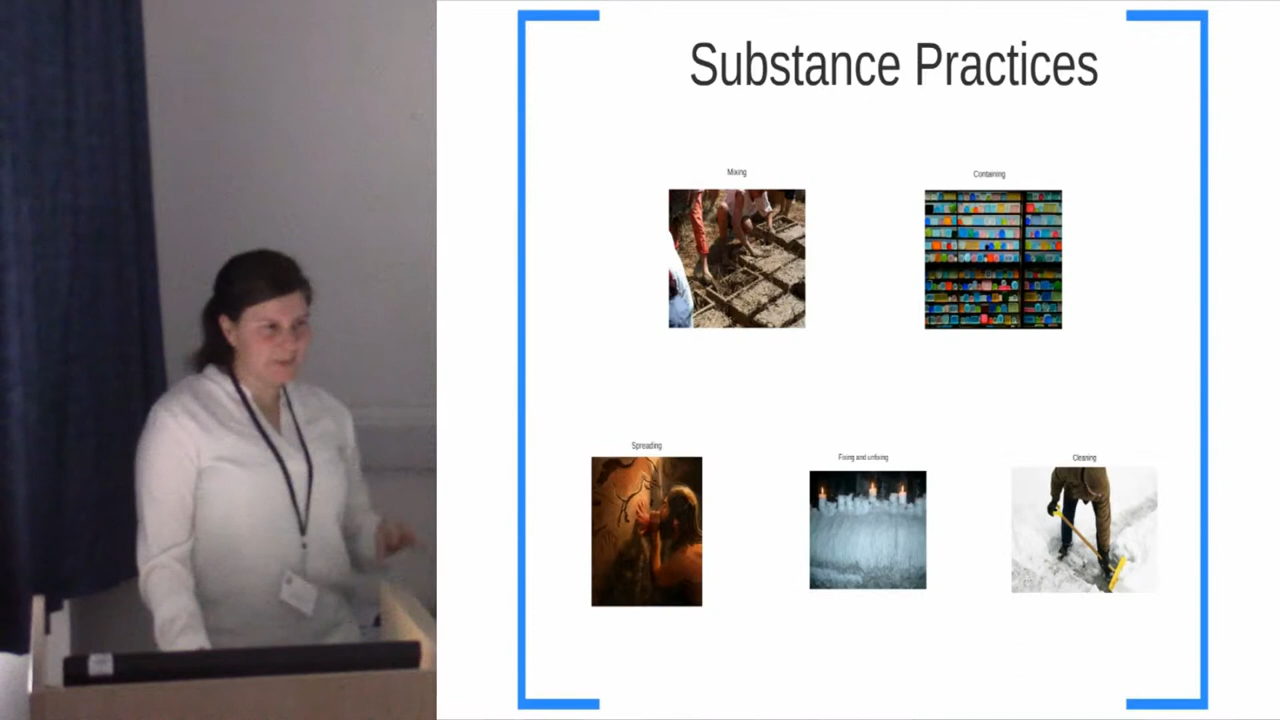 Substance Practices
Mixing
Containing
Spreading
Fixing and unfixing
Cleaning